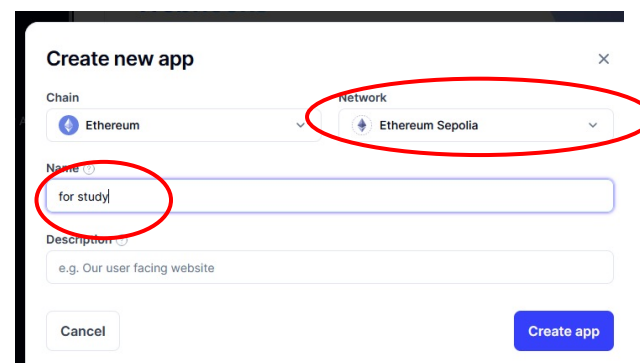 Create new app
Chain
Network
Ethereum
Ethereum Sepolia
Name
for study
Description
e.g. Our user facing website
Cancel
Create app